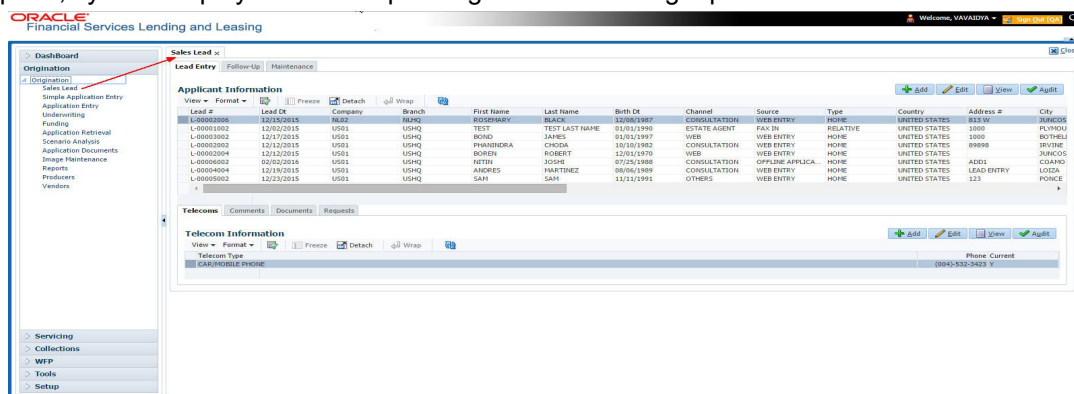 ORACLE
Financial Services Lending and Leasing
Welcome, VAVAIDYA Sign Out [QA]
DashBoard
Origination
Origination
Sales Lead
Simple Application Entry
Application Entry
Underwriting
Funding
Application Retrieval
Scenario Analysis
Application Documents
Image Maintenance
Reports
Producers
Vendors
Servicing
Collections
WFP
Tools
Setup
Sales Lead x
Lead Entry Follow-Up Maintenance
Applicant Information
Add Edit View Audit
View Format Freeze Detach Wrap
Lead # Lead Dt Company Branch First Name Last Name Birth Dt Channel Source Type Country Address # City
L-00002006 12/15/2015 NL02 NLHQ ROSEMARY BLACK 12/08/1987 CONSULTATION WEB ENTRY HOME UNITED STATES 813 W JUNCOS
L-00001002 12/02/2015 US01 USHQ TEST TEST LAST NAME 01/01/1990 ESTATE AGENT FAX IN RELATIVE UNITED STATES 1000 PLYMOU
L-00003002 12/17/2015 US01 USHQ BOND JAMES 01/01/1997 WEB WEB ENTRY HOME UNITED STATES 1000 BOTHELL
L-00002002 12/12/2015 US01 USHQ PHANINDRA CHODA 10/10/1982 CONSULTATION WEB ENTRY HOME UNITED STATES 89898 IRVINE
L-00002004 12/12/2015 US01 USHQ BOREN ROBERT 12/01/1970 WEB WEB ENTRY HOME UNITED STATES JUNCOS
L-00006002 02/02/2016 US01 USHQ NITIN JOSHI 07/25/1988 CONSULTATION OFFLINE APPLICA... HOME UNITED STATES ADD1 COAMO
L-00004004 12/19/2015 US01 USHQ ANDRES MARTINEZ 08/06/1989 CONSULTATION WEB ENTRY HOME UNITED STATES LEAD ENTRY LOIZA
L-00005002 12/23/2015 US01 USHQ SAM SAM 11/11/1991 OTHERS WEB ENTRY HOME UNITED STATES 123 PONCE
Telecoms Comments Documents Requests
Telecom Information
Add Edit View Audit
View Format Freeze Detach Wrap
Telecom Type Phone Current
CAR/MOBILE PHONE (004)-532-3423 Y